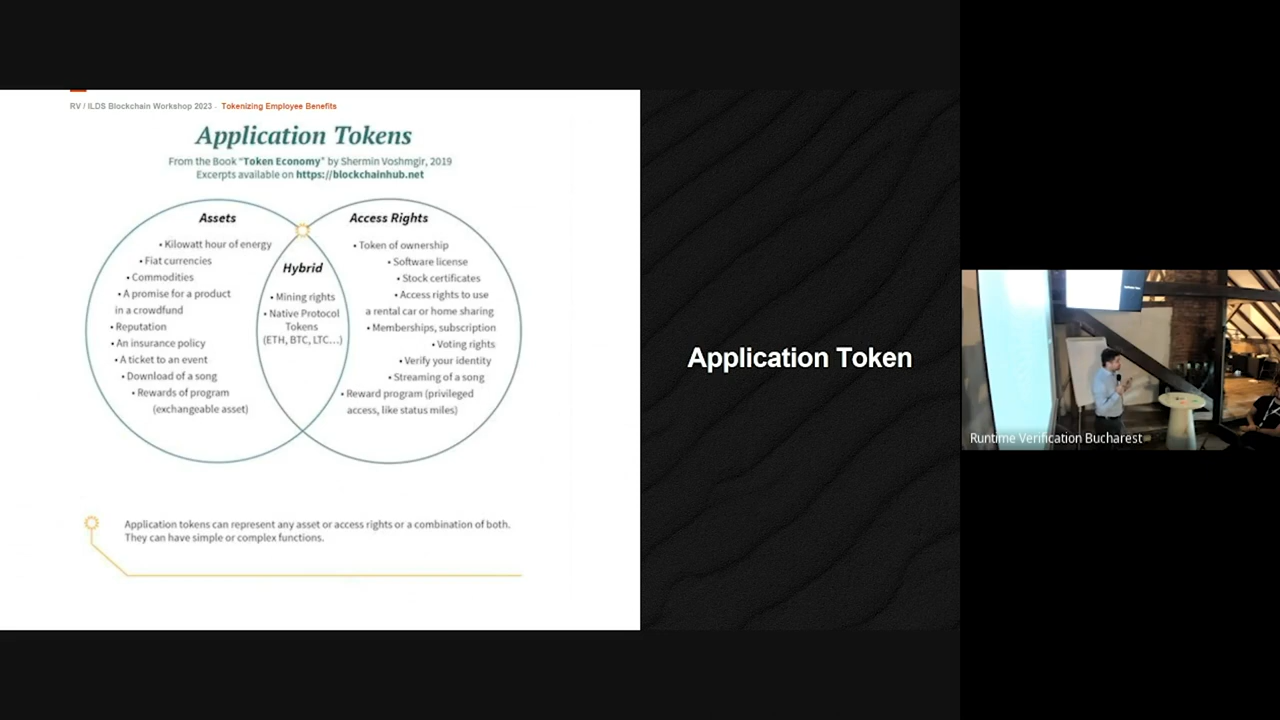 RV / ILDS Blockchain Workshop 2023 - Tokenizing Employee Benefits
Application Tokens
From the Book "Token Economy" by Shermin Voshmgir, 2019
Excerpts available on https://blockchainhub.net
Assets
• Kilowatt hour of energy
• Fiat currencies
• Commodities
• A promise for a product
in a crowdfund
• Reputation
• An insurance policy
• A ticket to an event
• Download of a song
• Rewards of program
(exchangeable asset)
Hybrid
• Mining rights
• Native Protocol
Tokens
(ETH, BTC, LTC...)
Access Rights
• Token of ownership
• Software license
• Stock certificates
• Access rights to use
a rental car or home sharing
• Memberships, subscription
• Voting rights
• Verify your identity
• Streaming of a song
• Reward program (privileged
access, like status miles)
Application tokens can represent any asset or access rights or a combination of both.
They can have simple or complex functions.
Application Token
Runtime Verification Bucharest